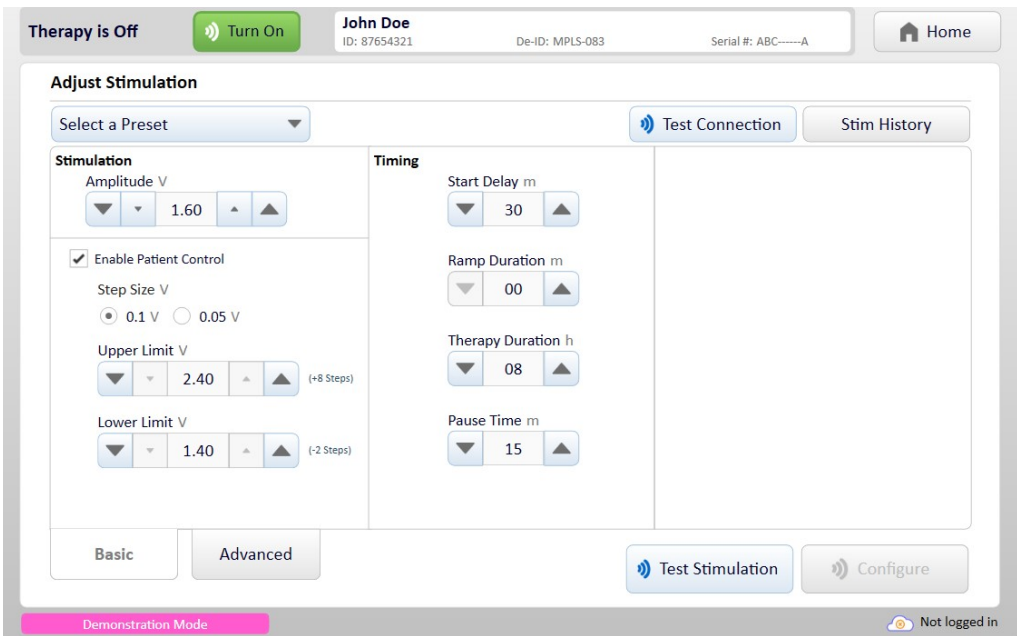 Therapy is Off
Turn On
John Doe
ID: 87654321 De-ID: MPLS-083 Serial #: ABC------A
Home
Adjust Stimulation
Select a Preset
Test Connection
Stim History
Stimulation
Amplitude V
1.60
Enable Patient Control
Step Size V
0.1 V 0.05 V
Upper Limit V
2.40 (+8 Steps)
Lower Limit V
1.40 (-2 Steps)
Timing
Start Delay m
30
Ramp Duration m
00
Therapy Duration h
08
Pause Time m
15
Basic
Advanced
Test Stimulation
Configure
Demonstration Mode
Not logged in